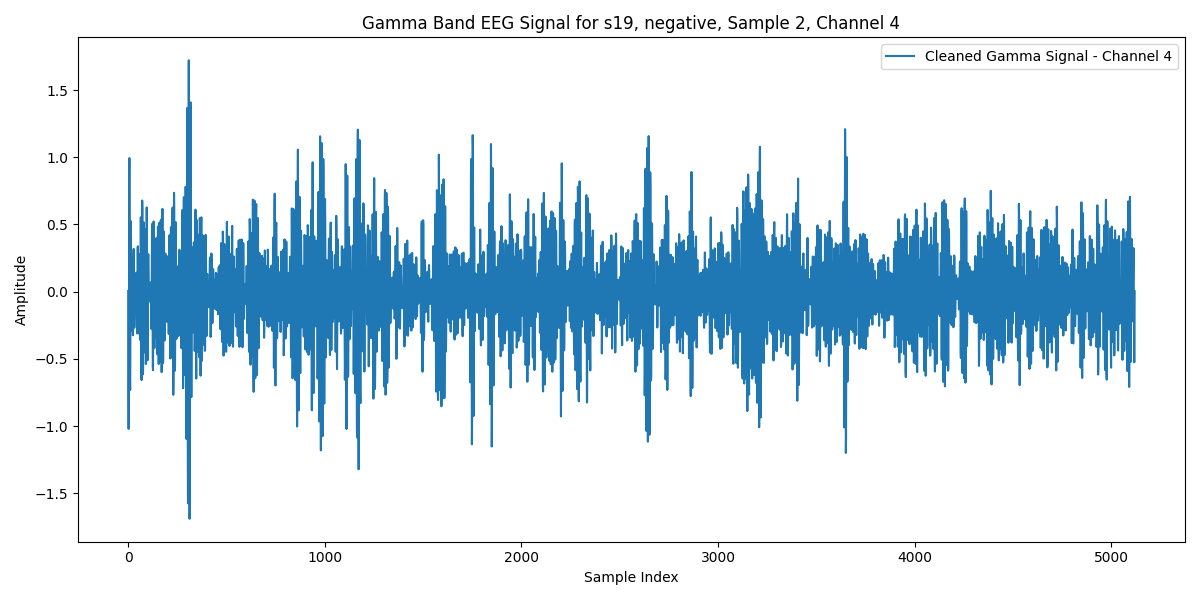 Gamma Band EEG Signal for s19, negative, Sample 2, Channel 4
Cleaned Gamma Signal - Channel 4
Amplitude
1.5
1.0
0.5
0.0
−0.5
−1.0
−1.5
0 1000 2000 3000 4000 5000
Sample Index